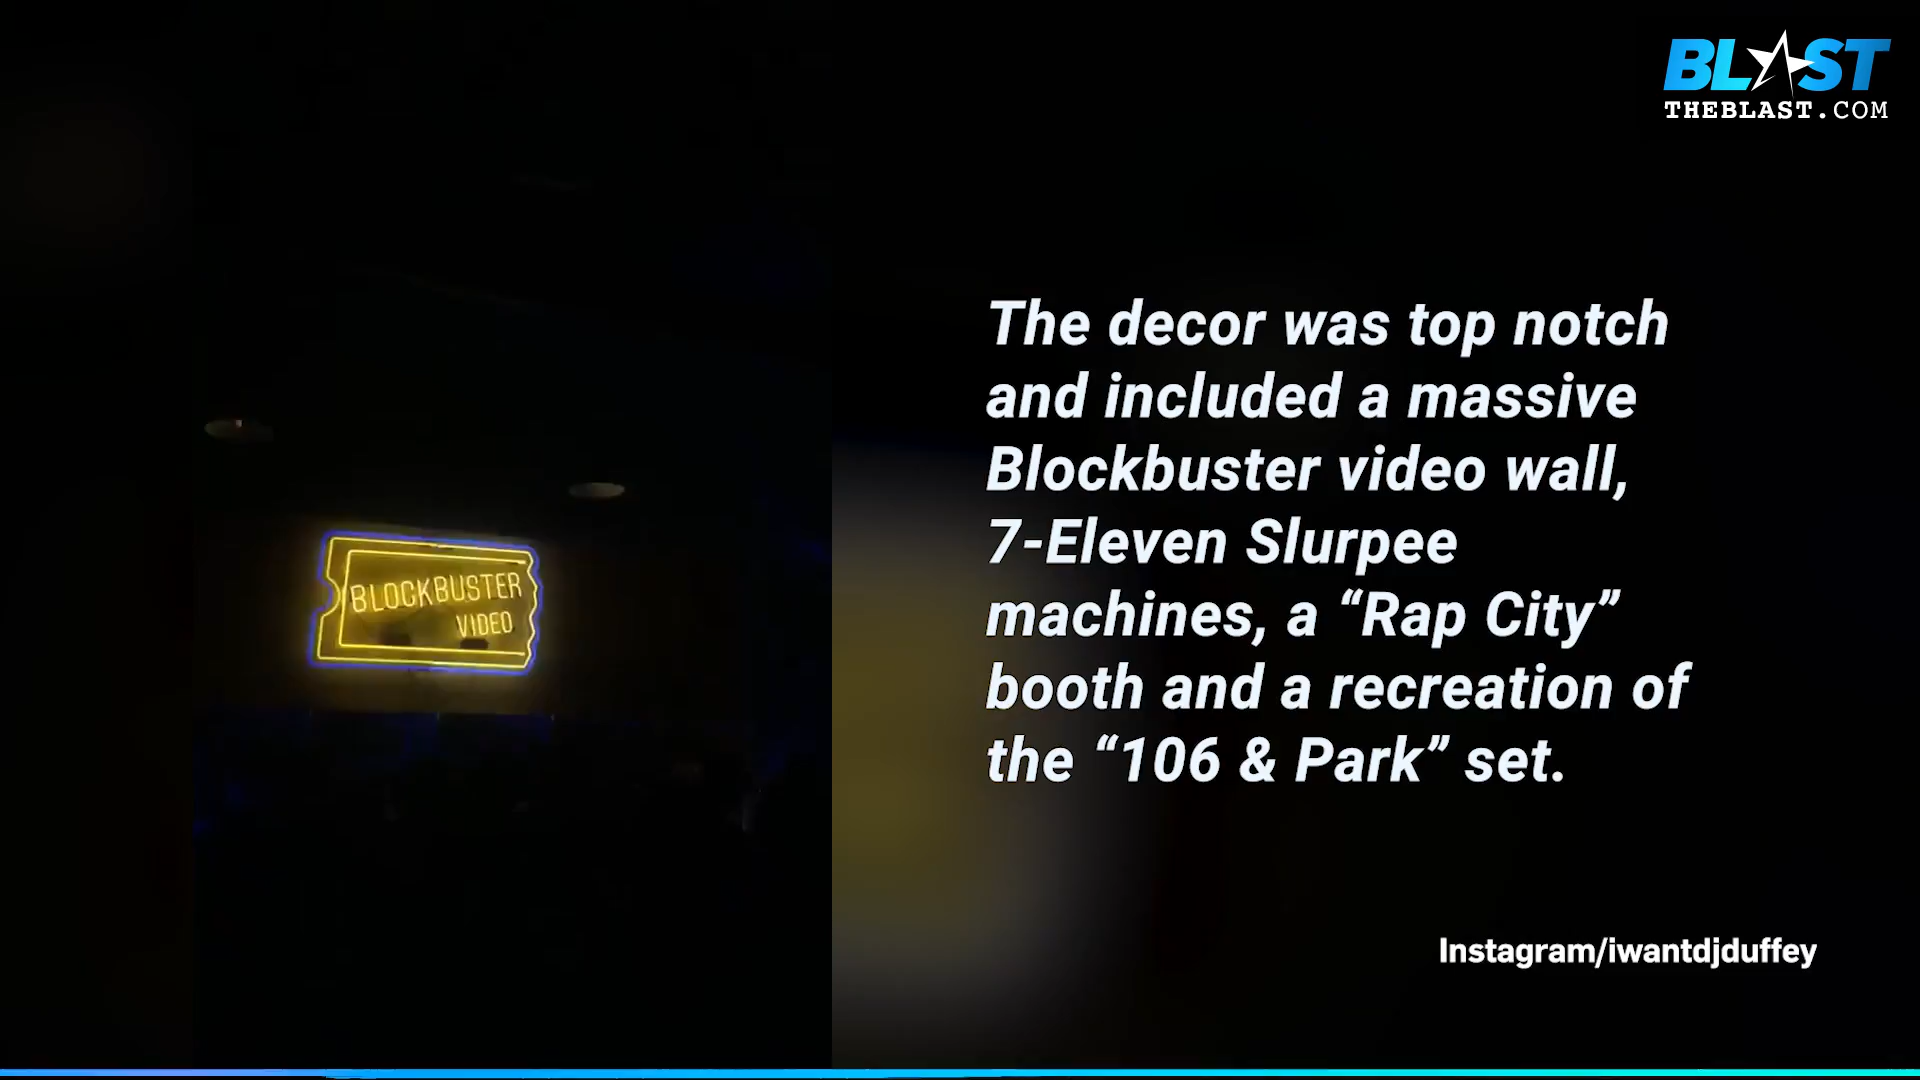 BLAST
THEBLAST.COM
The decor was top notch
and included a massive
Blockbuster video wall,
7-Eleven Slurpee
machines, a “Rap City”
booth and a recreation of
the “106 & Park” set.
BLOCKBUSTER
VIDEO
Instagram/iwantdjduffey